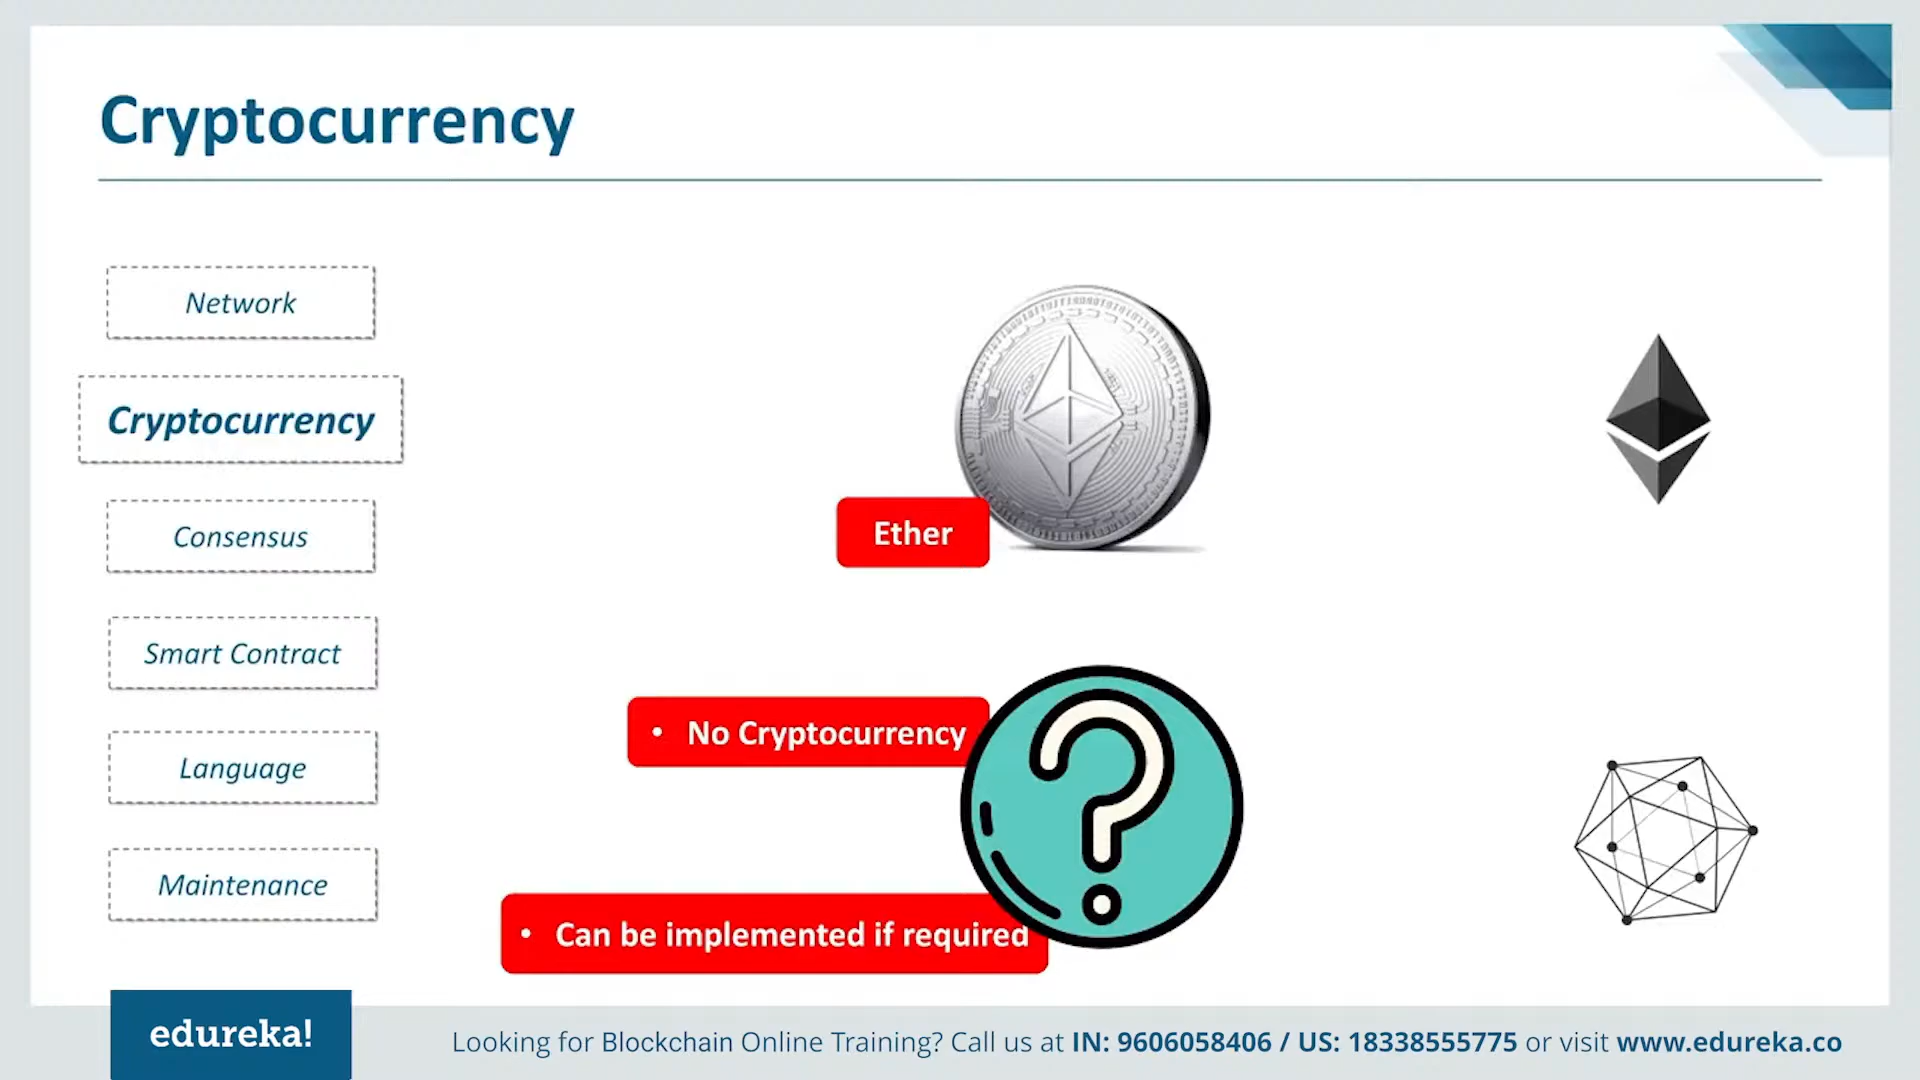 Cryptocurrency
Network
Cryptocurrency
Consensus
Smart Contract
Language
Maintenance
Ether
• No Cryptocurrency
• Can be implemented if required
edureka!
Looking for Blockchain Online Training? Call us at IN: 9606058406 / US: 18338555775 or visit www.edureka.co